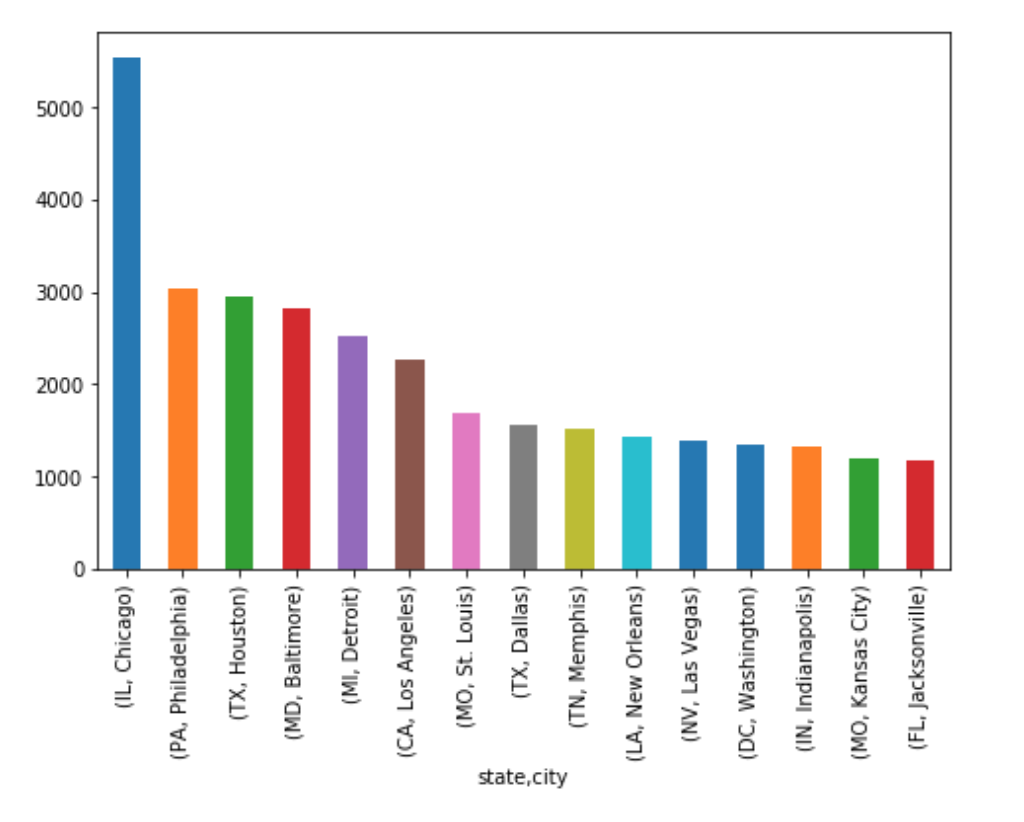 5000
4000
3000
2000
1000
0
(IL, Chicago)
(PA, Philadelphia)
(TX, Houston)
(MD, Baltimore)
(MI, Detroit)
(CA, Los Angeles)
(MO, St. Louis)
(TX, Dallas)
(TN, Memphis)
(LA, New Orleans)
(NV, Las Vegas)
(DC, Washington)
(IN, Indianapolis)
(MO, Kansas City)
(FL, Jacksonville)
state,city